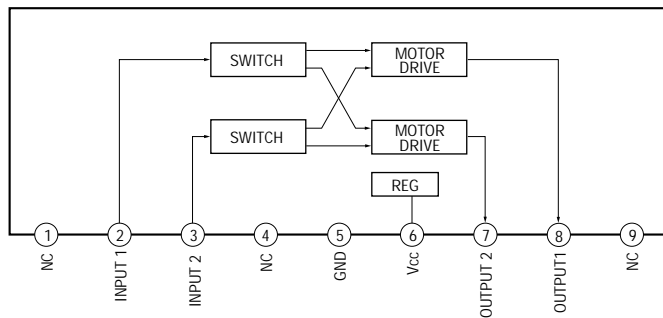 SWITCH
MOTOR
DRIVE
SWITCH
MOTOR
DRIVE
REG
1
2
3
4
5
6
7
8
9
NC
INPUT 1
INPUT 2
NC
GND
Vcc
OUTPUT 2
OUTPUT1
NC